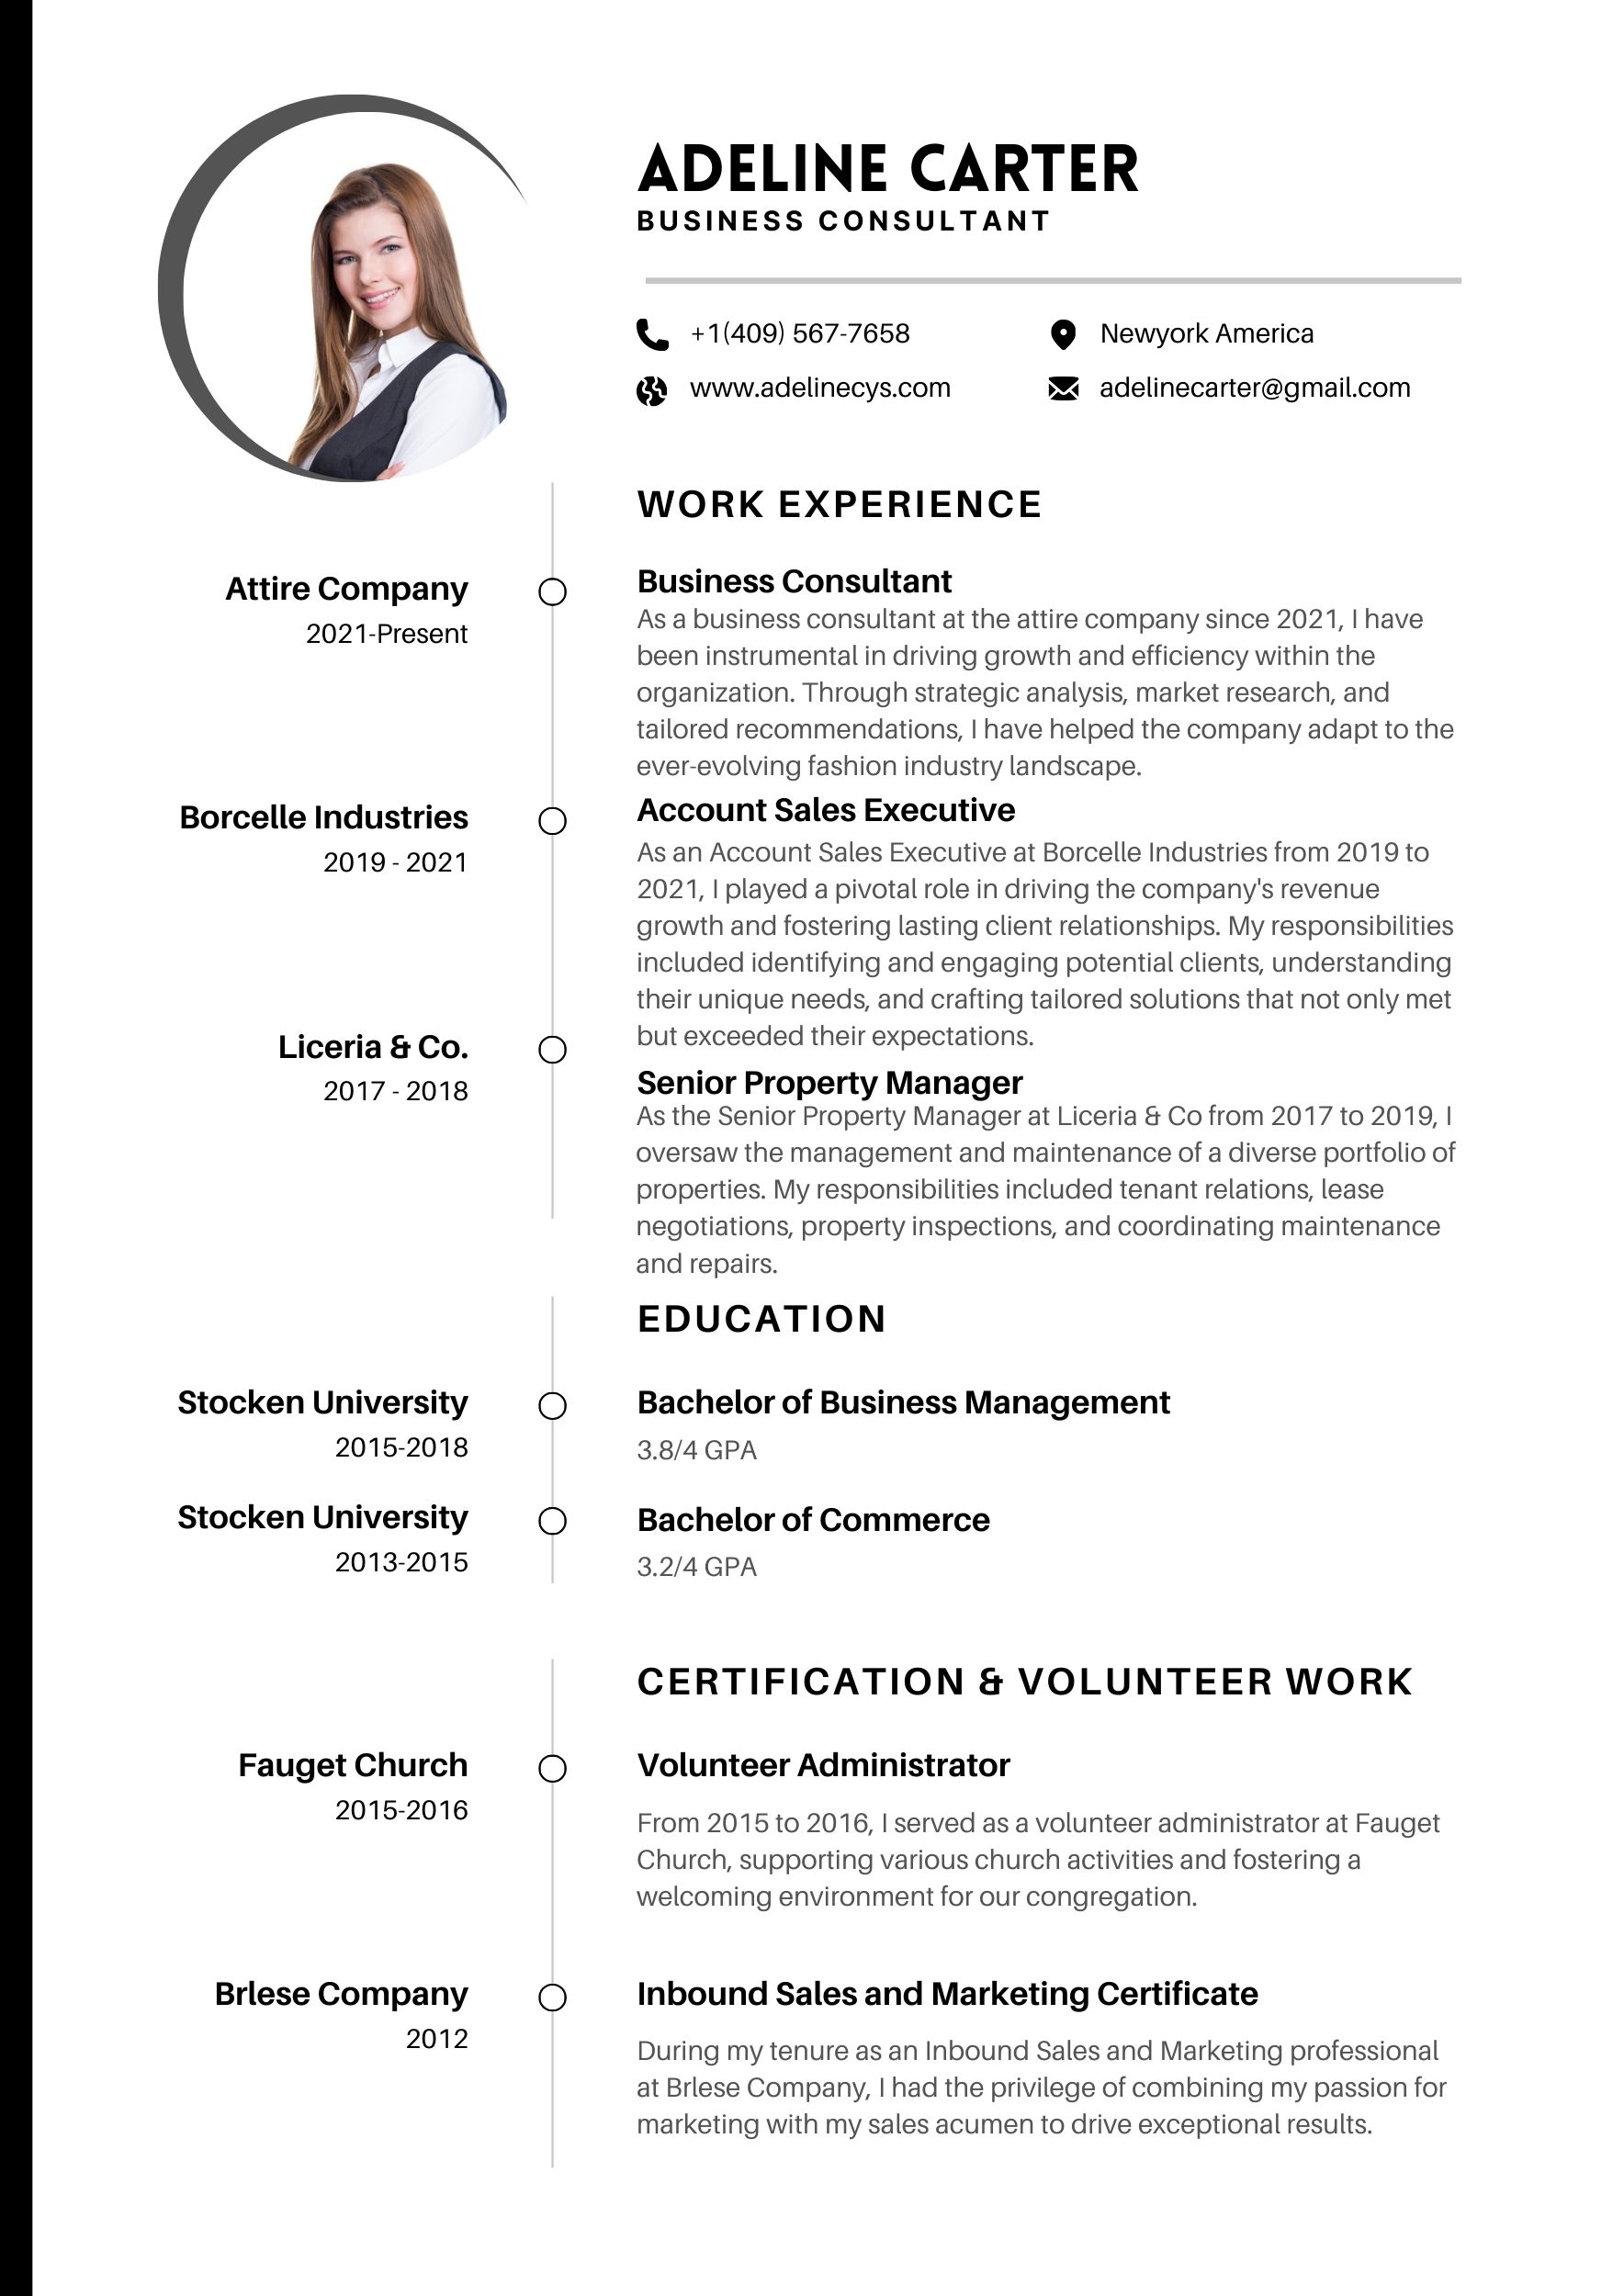 ADELINE CARTER
BUSINESS CONSULTANT
+1(409) 567-7658
Newyork America
www.adelinecys.com
adelinecarter@gmail.com
WORK EXPERIENCE
Attire Company
2021-Present
Business Consultant
As a business consultant at the attire company since 2021, I have
been instrumental in driving growth and efficiency within the
organization. Through strategic analysis, market research, and
tailored recommendations, I have helped the company adapt to the
ever-evolving fashion industry landscape.
Borcelle Industries
2019 - 2021
Account Sales Executive
As an Account Sales Executive at Borcelle Industries from 2019 to
2021, I played a pivotal role in driving the company's revenue
growth and fostering lasting client relationships. My responsibilities
included identifying and engaging potential clients, understanding
their unique needs, and crafting tailored solutions that not only met
but exceeded their expectations.
Liceria & Co.
2017 - 2018
Senior Property Manager
As the Senior Property Manager at Liceria & Co from 2017 to 2019, I
oversaw the management and maintenance of a diverse portfolio of
properties. My responsibilities included tenant relations, lease
negotiations, property inspections, and coordinating maintenance
and repairs.
EDUCATION
Stocken University
2015-2018
Bachelor of Business Management
3.8/4 GPA
Stocken University
2013-2015
Bachelor of Commerce
3.2/4 GPA
CERTIFICATION & VOLUNTEER WORK
Fauget Church
2015-2016
Volunteer Administrator
From 2015 to 2016, I served as a volunteer administrator at Fauget
Church, supporting various church activities and fostering a
welcoming environment for our congregation.
Brlese Company
2012
Inbound Sales and Marketing Certificate
During my tenure as an Inbound Sales and Marketing professional
at Brlese Company, I had the privilege of combining my passion for
marketing with my sales acumen to drive exceptional results.